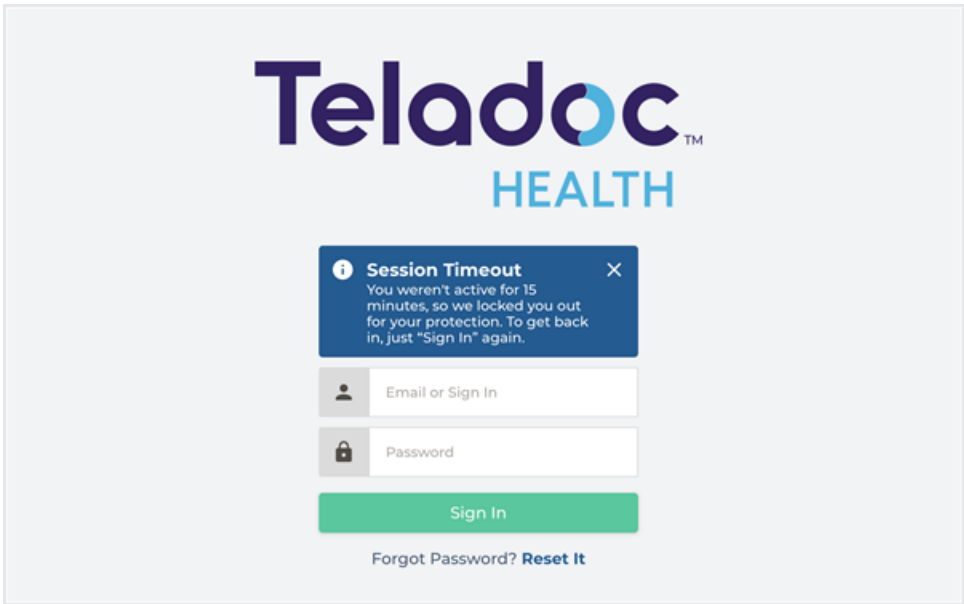 Teladoc™
HEALTH
Session Timeout
You weren't active for 15
minutes, so we locked you out
for your protection. To get back
in, just “Sign In” again.
Email or Sign In
Password
Sign In
Forgot Password? Reset It